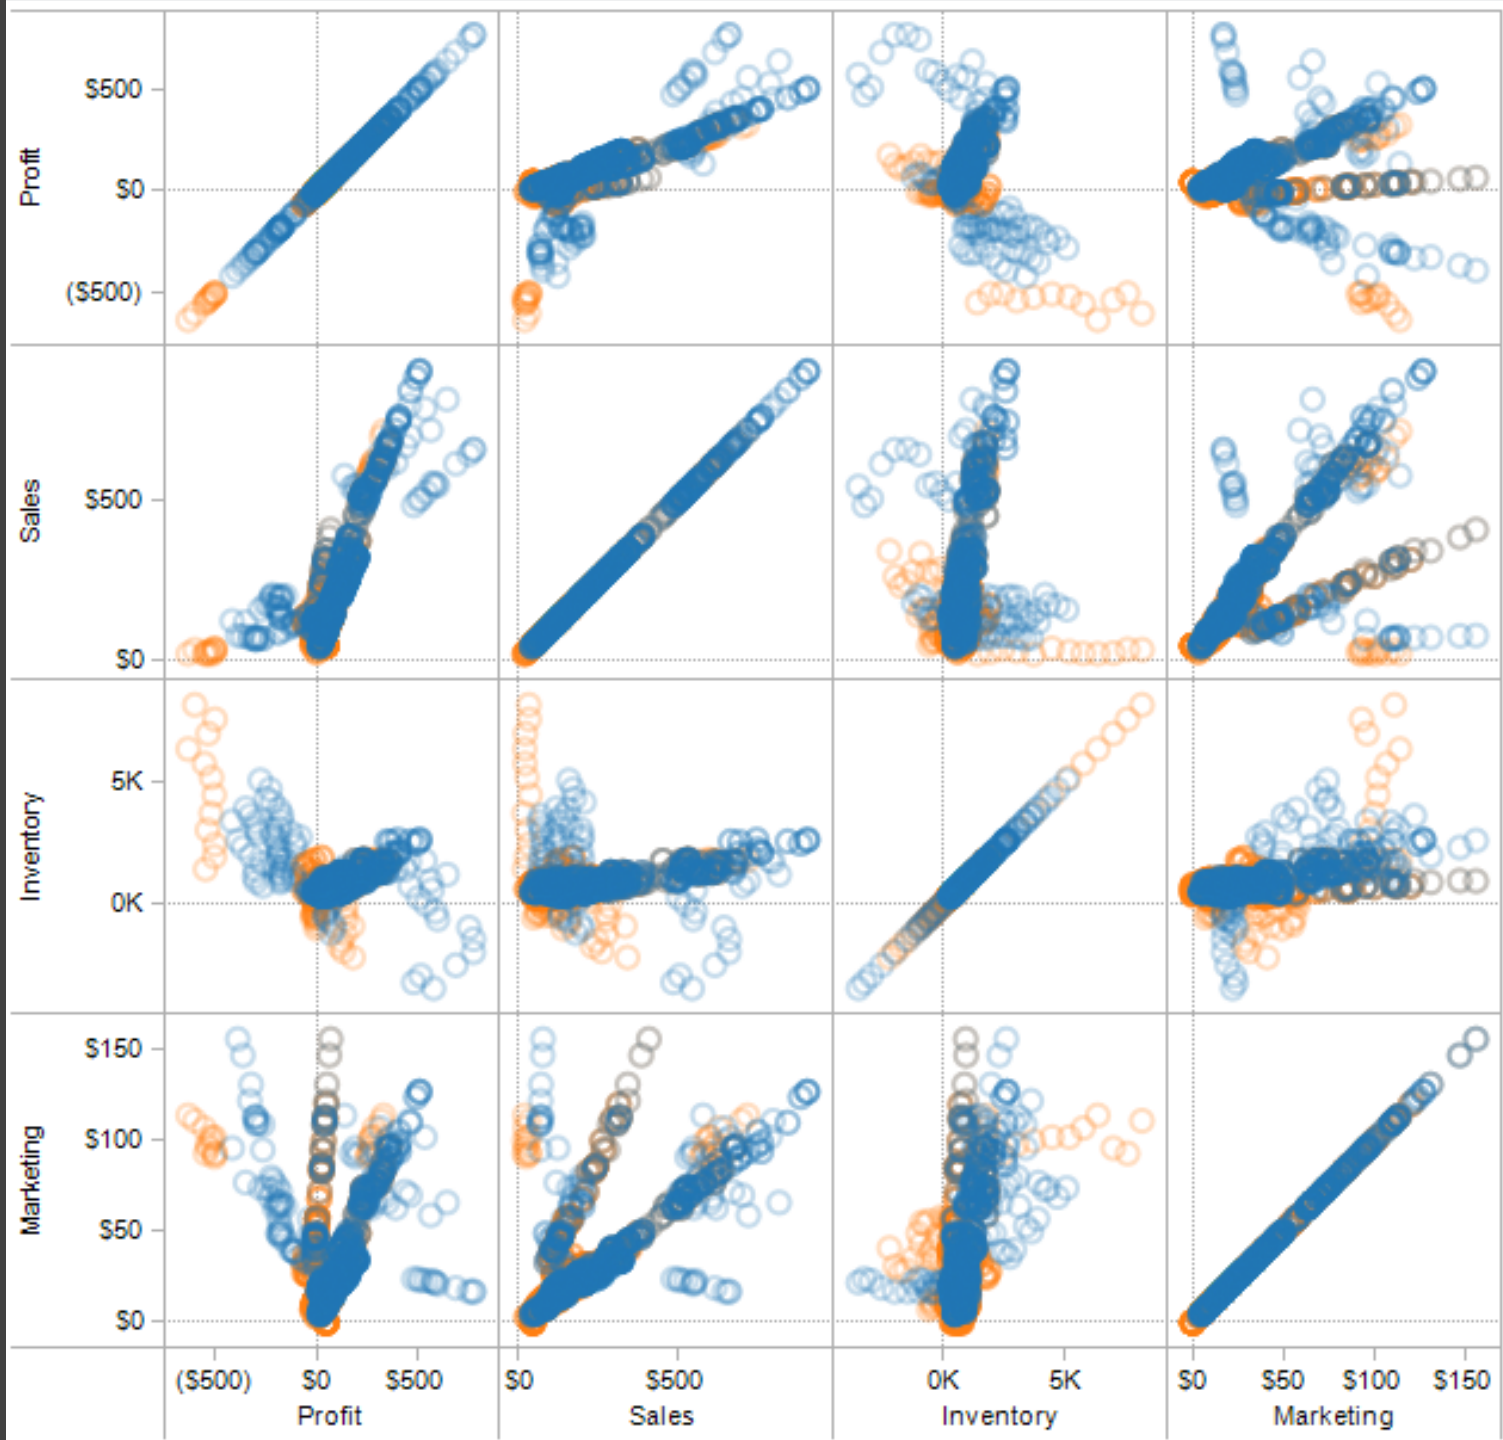 Profit
$500
$0
($500)
Sales
$500
$0
Inventory
5K
0K
Marketing
$150
$100
$50
$0
($500) $0 $500 $0 $500 0K 5K $0 $50 $100 $150
Profit Sales Inventory Marketing